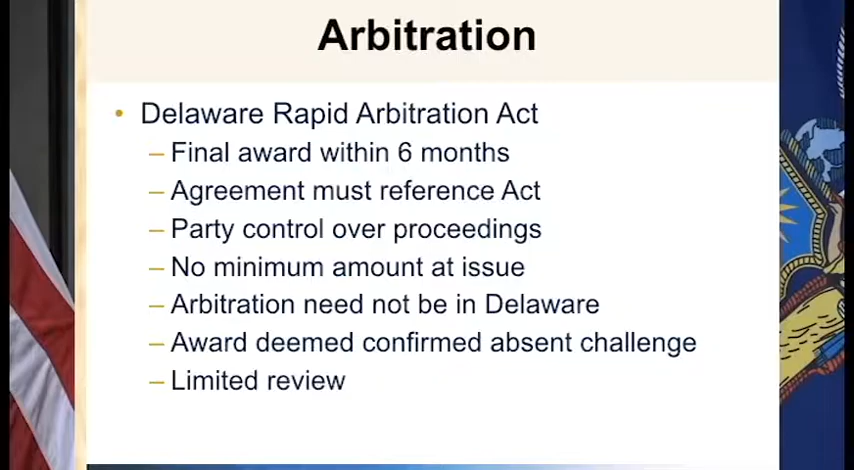 Arbitration
• Delaware Rapid Arbitration Act
– Final award within 6 months
– Agreement must reference Act
– Party control over proceedings
– No minimum amount at issue
– Arbitration need not be in Delaware
– Award deemed confirmed absent challenge
– Limited review